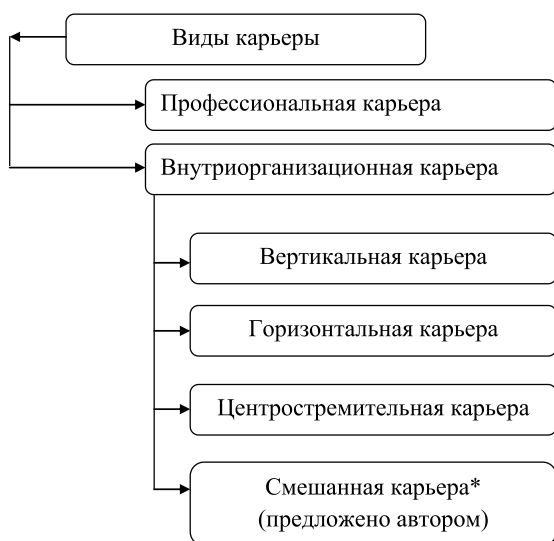 Виды карьеры
Профессиональная карьера
Внутриорганизационная карьера
Вертикальная карьера
Горизонтальная карьера
Центростремительная карьера
Смешанная карьера*
(предложено автором)